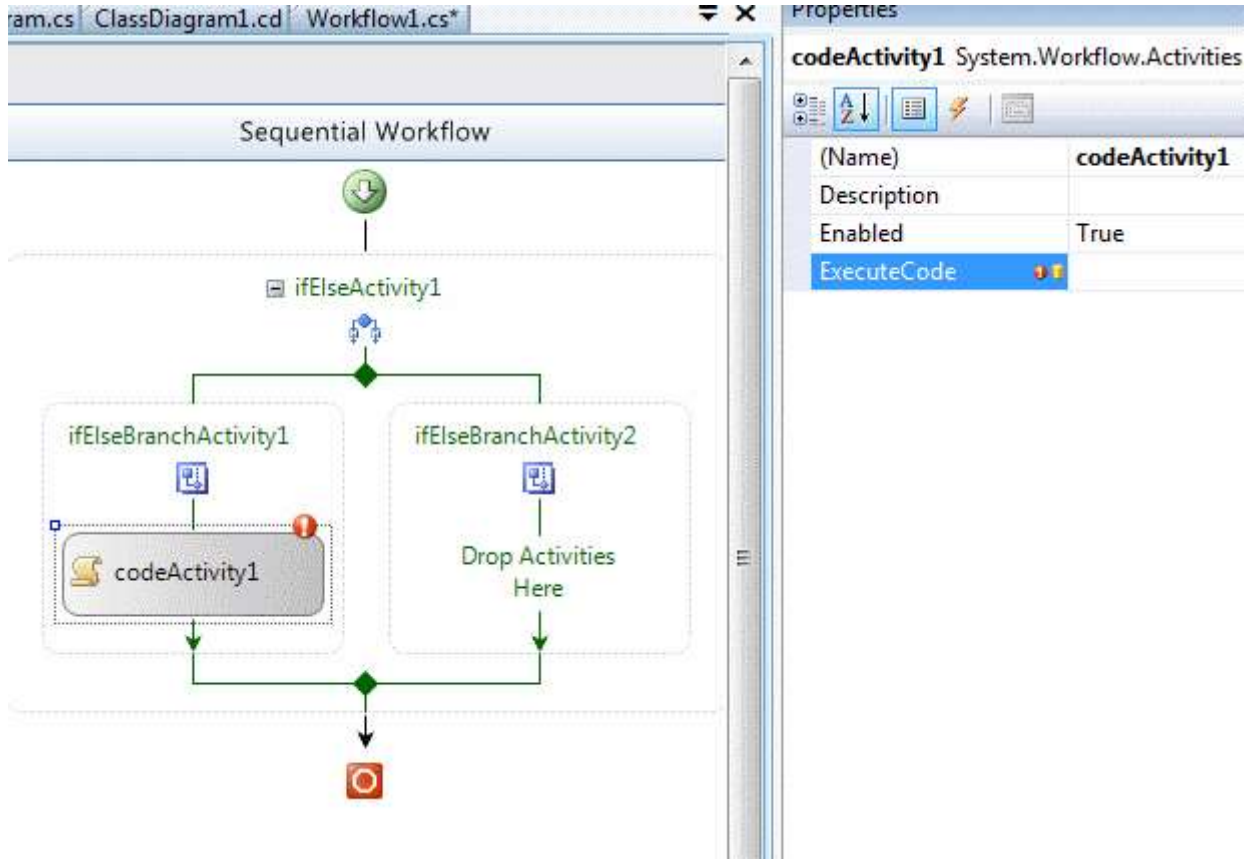 ram.cs ClassDiagram1.cd Workflow1.cs*
Properties
codeActivity1 System.Workflow.Activities
Sequential Workflow
(Name) codeActivity1
Description
Enabled True
ExecuteCode
ifElseActivity1
ifElseBranchActivity1 ifElseBranchActivity2
codeActivity1
Drop Activities
Here